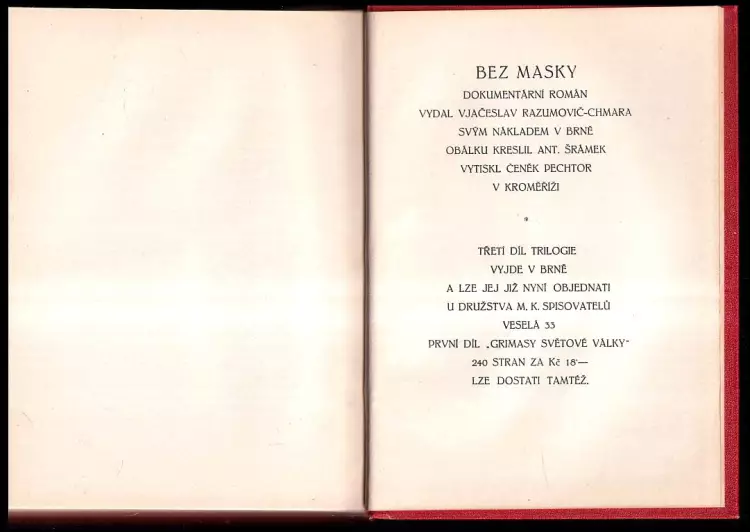 BEZ MASKY
DOKUMENTÁRNÍ ROMÁN
VYDAL VJAČESLAV RAZUMOVIČ-CHMARA
SVÝM NÁKLADEM V BRNĚ
OBÁLKU KRESLIL ANT. ŠRÁMEK
VYTISKL ČENĚK PECHTOR
V KROMĚŘÍŽI
*
TŘETÍ DÍL TRILOGIE
VYJDE V BRNĚ
A LZE JEJ JIŽ NYNÍ OBJEDNATI
U DRUŽSTVA M. K. SPISOVATELŮ
VESELÁ 33
PRVNÍ DÍL „GRIMASY SVĚTOVÉ VÁLKY“
240 STRAN ZA Kč 18·—
LZE DOSTATI TAMTÉŽ.